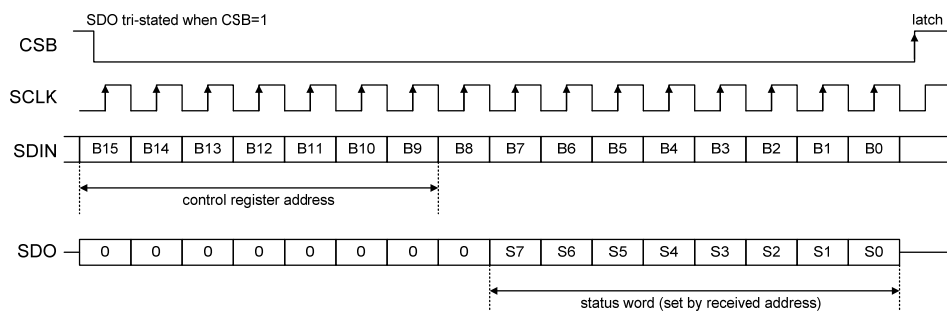 SDO tri-stated when CSB=1 latch
CSB
SCLK
SDIN B15 B14 B13 B12 B11 B10 B9 B8 B7 B6 B5 B4 B3 B2 B1 B0
control register address
SDO 0 0 0 0 0 0 0 0 S7 S6 S5 S4 S3 S2 S1 S0
status word (set by received address)